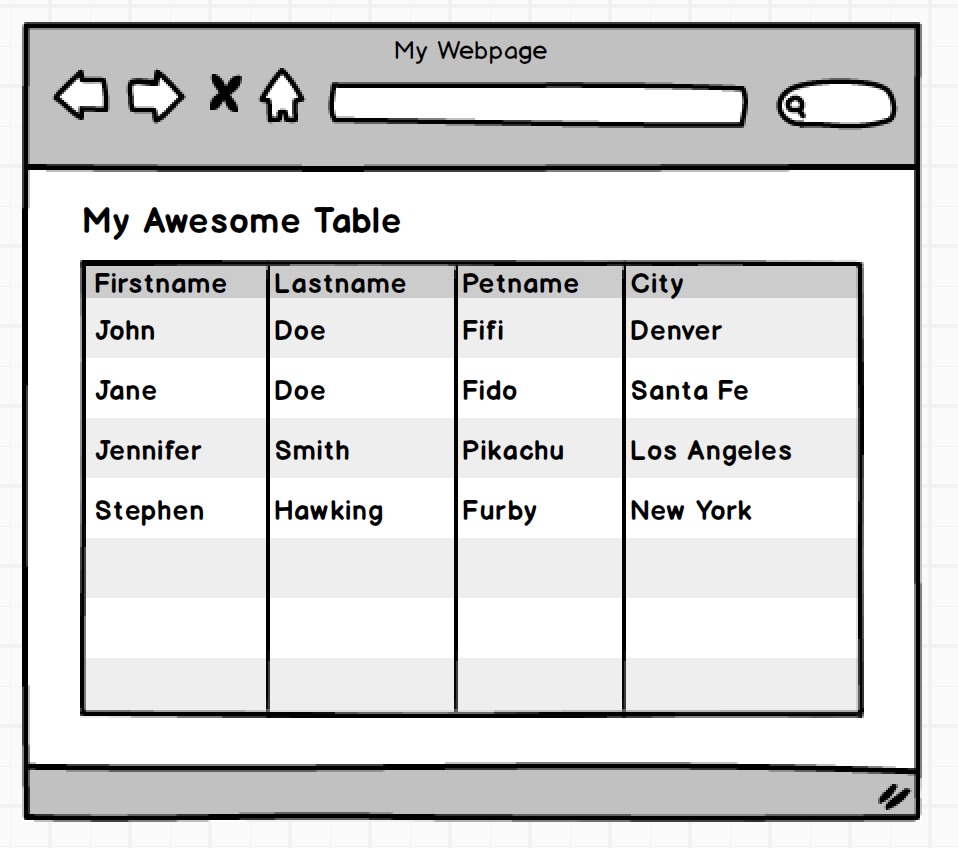 My Webpage
My Awesome Table
Firstname Lastname Petname City
John Doe Fifi Denver
Jane Doe Fido Santa Fe
Jennifer Smith Pikachu Los Angeles
Stephen Hawking Furby New York